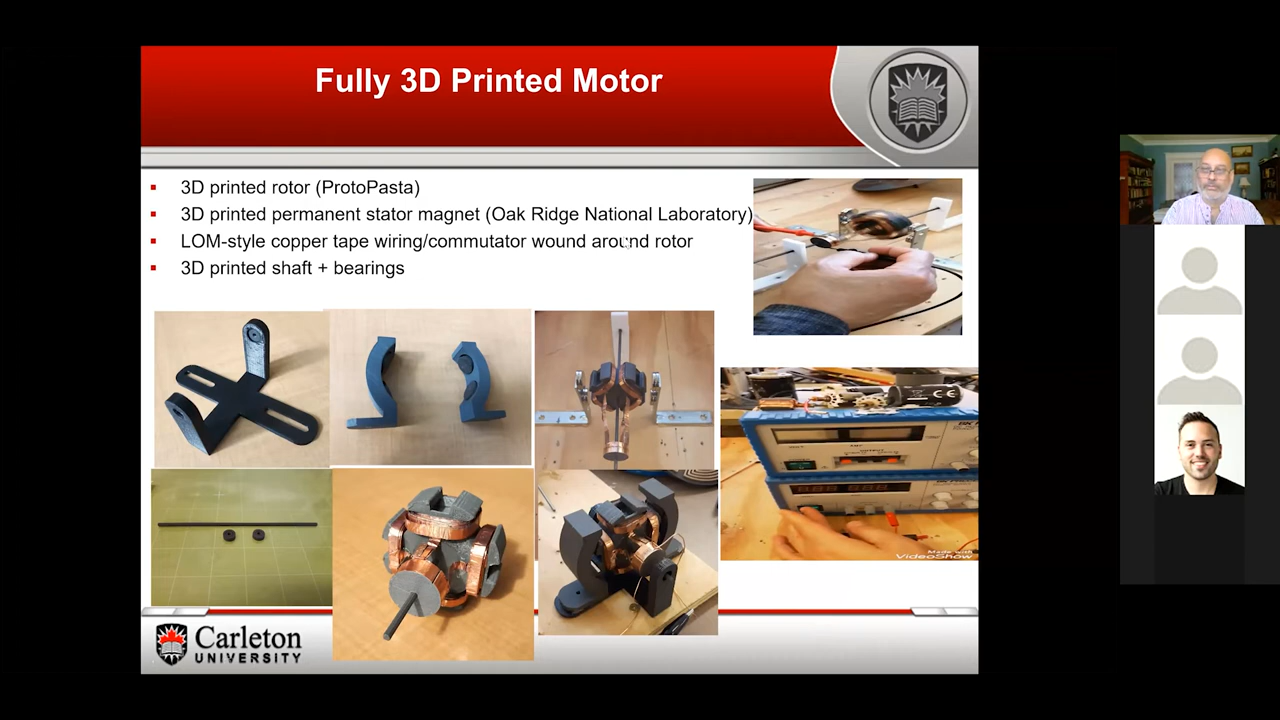 Fully 3D Printed Motor
3D printed rotor (ProtoPasta)
3D printed permanent stator magnet (Oak Ridge National Laboratory)
LOM-style copper tape wiring/commutator wound around rotor
3D printed shaft + bearings
Made with
VideoShow
Carleton
UNIVERSITY